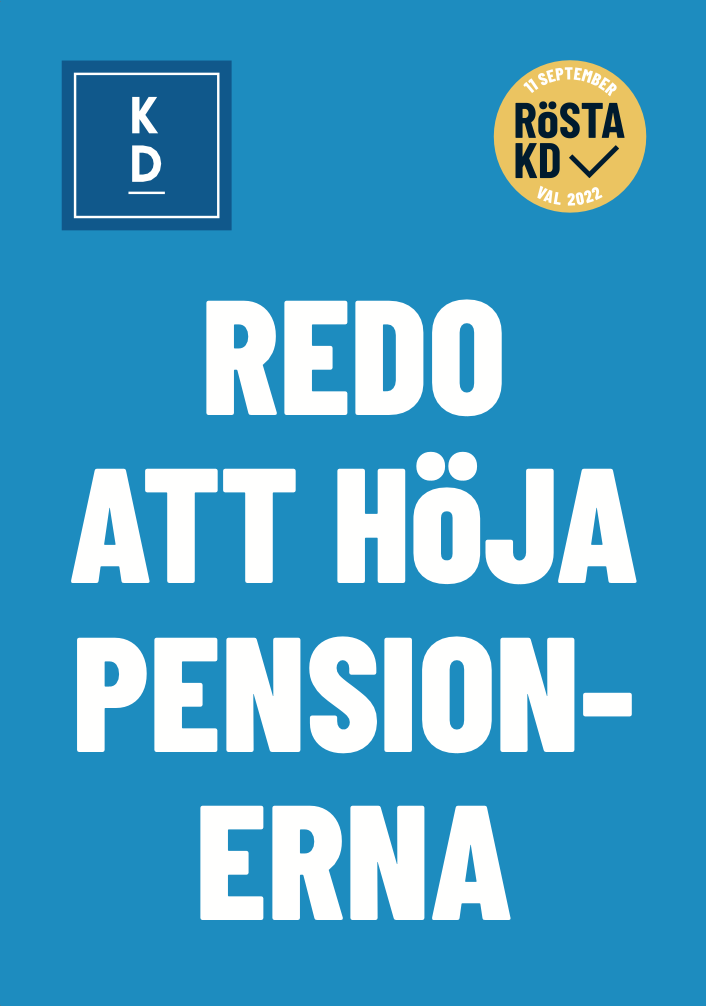 K
D
11 SEPTEMBER
RöSTA
KD
VAL 2022
REDO
ATT HÖJA
PENSION-
ERNA